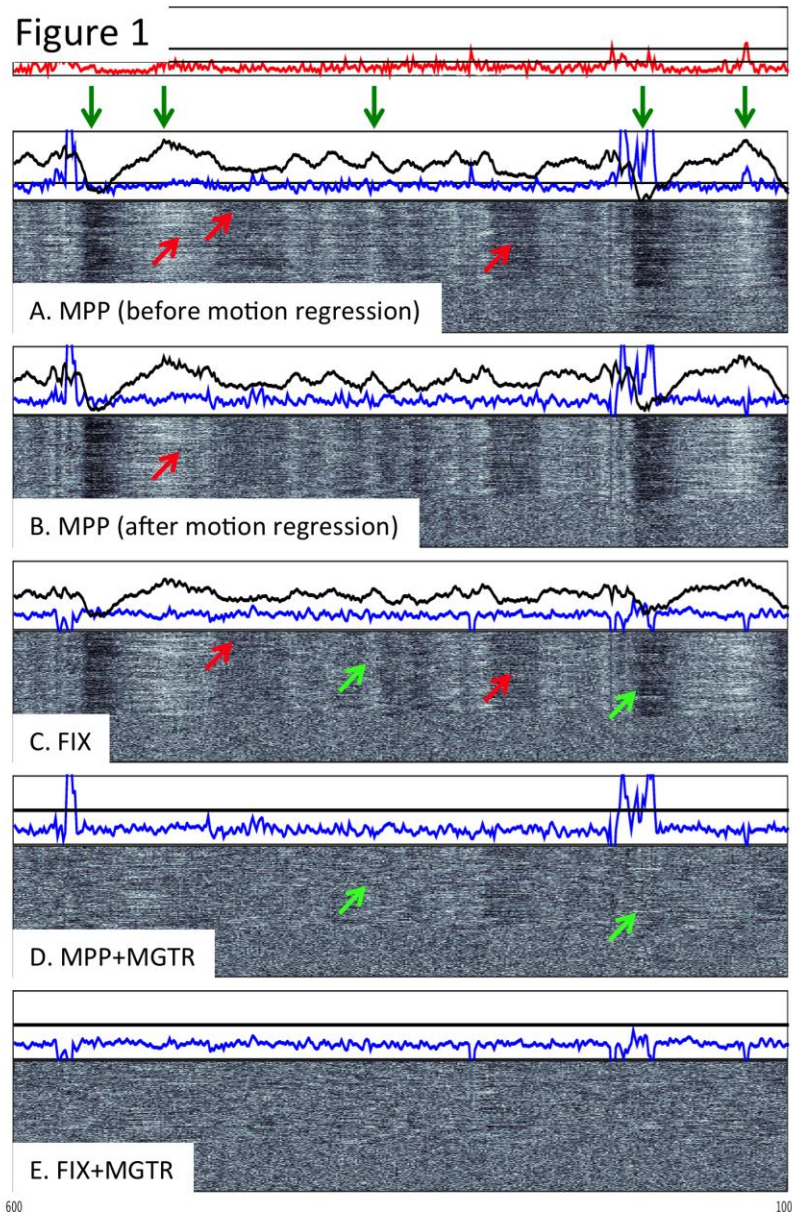 Figure 1
A. MPP (before motion regression)
B. MPP (after motion regression)
C. FIX
D. MPP+MGTR
E. FIX+MGTR
600 100